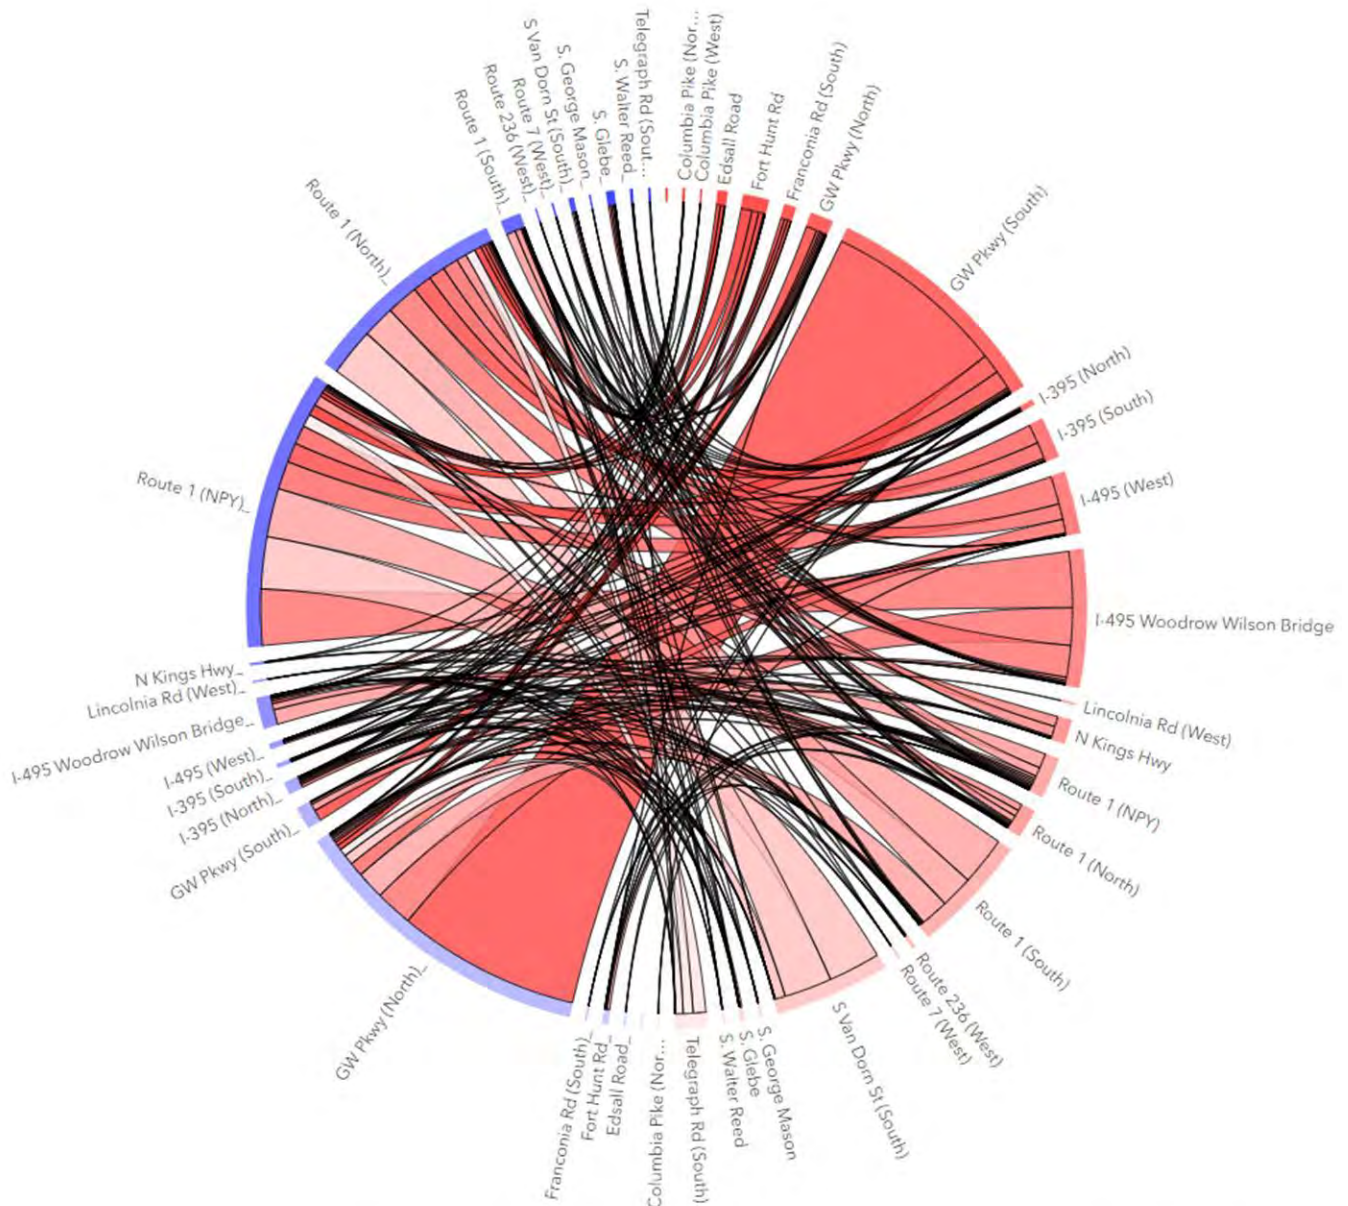 Telegraph Rd (Sout...
Columbia Pike (Nor...
Columbia Pike (West)
Edsall Road
Fort Hunt Rd
Franconia Rd (South)
GW Pkwy (North)
GW Pkwy (South)
I-395 (North)
I-395 (South)
I-495 (West)
I-495 Woodrow Wilson Bridge
Lincolnia Rd (West)
N Kings Hwy
Route 1 (NPY)
Route 1 (North)
Route 1 (South)
Route 236 (West)
Route 7 (West)
S Van Dorn St (South)
S. George Mason
S. Glebe
S. Walter Reed
Telegraph Rd (South)
Columbia Pike (Nor...
Edsall Road_
Fort Hunt Rd_
Franconia Rd (South)_
GW Pkwy (North)_
GW Pkwy (South)_
I-395 (North)_
I-395 (South)_
I-495 (West)_
I-495 Woodrow Wilson Bridge_
Lincolnia Rd (West)_
N Kings Hwy_
Route 1 (NPY)_
Route 1 (North)_
Route 1 (South)_
Route 236 (West)_
Route 7 (West)_
S Van Dorn St (South)_
S. George Mason_
S. Glebe_
S. Walter Reed_